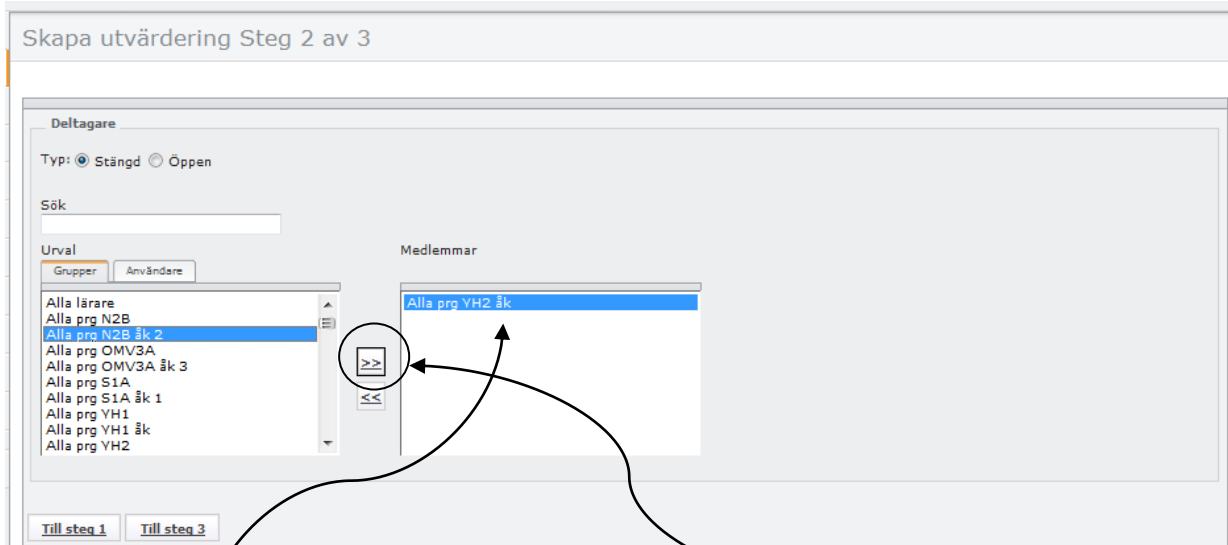 Skapa utvärdering Steg 2 av 3
Deltagare
Typ: Stängd Öppen
Sök
Urval Medlemmar
Grupper Användare
Alla lärare
Alla prg N2B
Alla prg N2B åk 2
Alla prg OMV3A
Alla prg OMV3A åk 3
Alla prg S1A
Alla prg S1A åk 1
Alla prg YH1
Alla prg YH1 åk
Alla prg YH2
>>
<<
Alla prg YH2 åk
Till steg 1 Till steg 3